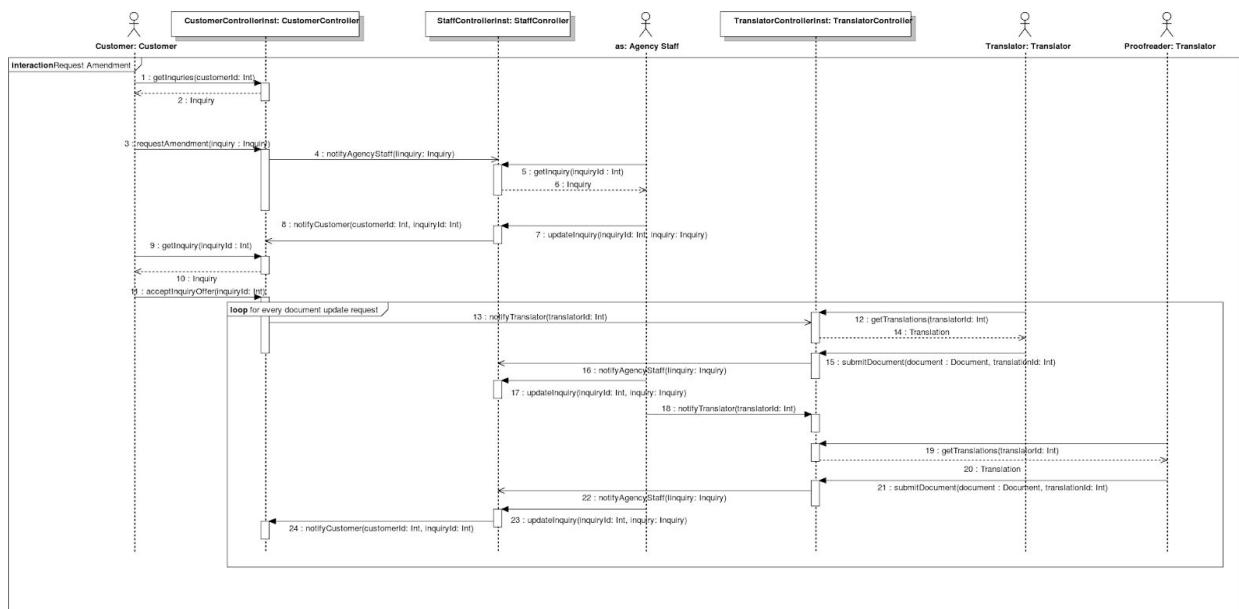 CustomerControllerInst: CustomerController
StaffControllerInst: StaffConroller
TranslatorControllerInst: TranslatorController
Customer: Customer
as: Agency Staff
Translator: Translator
Proofreader: Translator
interactionRequest Amendment
1 : getInquries(customerId: Int)
2 : Inquiry
3 : requestAmendment(inquiry : Inquiry)
4 : notifyAgencyStaff(Iinquiry: Inquiry)
5 : getInquiry(inquiryId : Int)
6 : Inquiry
8 : notifyCustomer(customerId: Int, inquiryId: Int)
7 : updateInquiry(inquiryId: Int, inquiry: Inquiry)
9 : getInquiry(inquiryId : Int)
10 : Inquiry
11 : acceptInquiryOffer(inquiryId: Int)
loop for every document update request
13 : notifyTranslator(translatorId: Int)
12 : getTranslations(translatorId: Int)
14 : Translation
15 : submitDocument(document : Document, translationId: Int)
16 : notifyAgencyStaff(Iinquiry: Inquiry)
17 : updateInquiry(inquiryId: Int, inquiry: Inquiry)
18 : notifyTranslator(translatorId: Int)
19 : getTranslations(translatorId: Int)
20 : Translation
21 : submitDocument(document : Document, translationId: Int)
22 : notifyAgencyStaff(Iinquiry: Inquiry)
23 : updateInquiry(inquiryId: Int, inquiry: Inquiry)
24 : notifyCustomer(customerId: Int, inquiryId: Int)